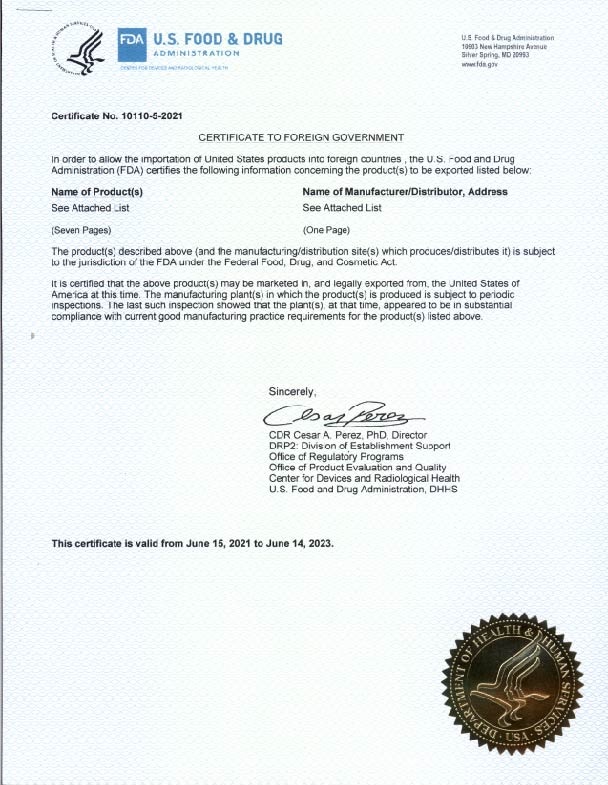 FDA U.S. FOOD & DRUG
ADMINISTRATION
CENTER FOR DEVICES AND RADIOLOGICAL HEALTH
U.S. Food & Drug Administration
10903 New Hampshire Avenue
Silver Spring, MD 20993
www.fda.gov
Certificate No. 10110-5-2021
CERTIFICATE TO FOREIGN GOVERNMENT
In order to allow the importation of United States products into foreign countries , the U.S. Food and Drug
Administration (FDA) certifies the following information concerning the product(s) to be exported listed below:
Name of Product(s)
Name of Manufacturer/Distributor, Address
See Attached List
See Attached List
(Seven Pages)
(One Page)
The product(s) described above (and the manufacturing/distribution site(s) which produces/distributes it) is subject
to the jurisdiction of the FDA under the Federal Food, Drug, and Cosmetic Act.
It is certified that the above product(s) may be marketed in, and legally exported from, the United States of
America at this time. The manufacturing plant(s) in which the product(s) is produced is subject to periodic
inspections. The last such inspection showed that the plant(s), at that time, appeared to be in substantial
compliance with current good manufacturing practice requirements for the product(s) listed above.
Sincerely,
Cesar Perez
CDR Cesar A. Perez, PhD, Director
DRP2: Division of Establishment Support
Office of Regulatory Programs
Office of Product Evaluation and Quality
Center for Devices and Radiological Health
U.S. Food and Drug Administration, DHHS
This certificate is valid from June 15, 2021 to June 14, 2023.
DEPARTMENT OF HEALTH & HUMAN SERVICES · USA ·